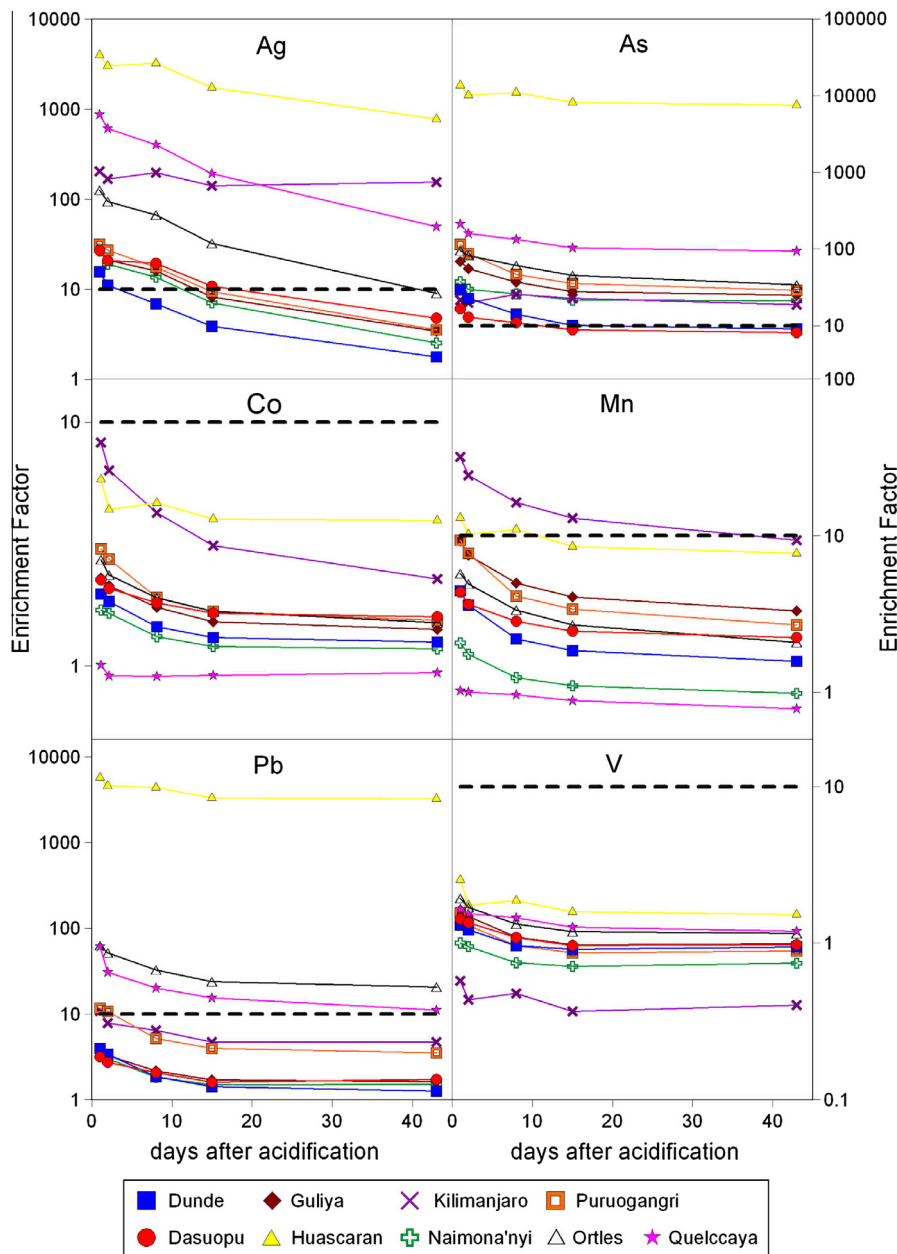 10000
1000
100
10
1
Ag
As
100000
10000
1000
100
10
100
Enrichment Factor
10
1
Co
Mn
10
1
Enrichment Factor
10000
1000
100
10
1
Pb
V
10
1
0.1
0 10 20 30 40
0 10 20 30 40
days after acidification
days after acidification
Dunde Guliya Kilimanjaro Puruogangri
Dasuopu Huascaran Naimona'nyi Ortles Quelccaya